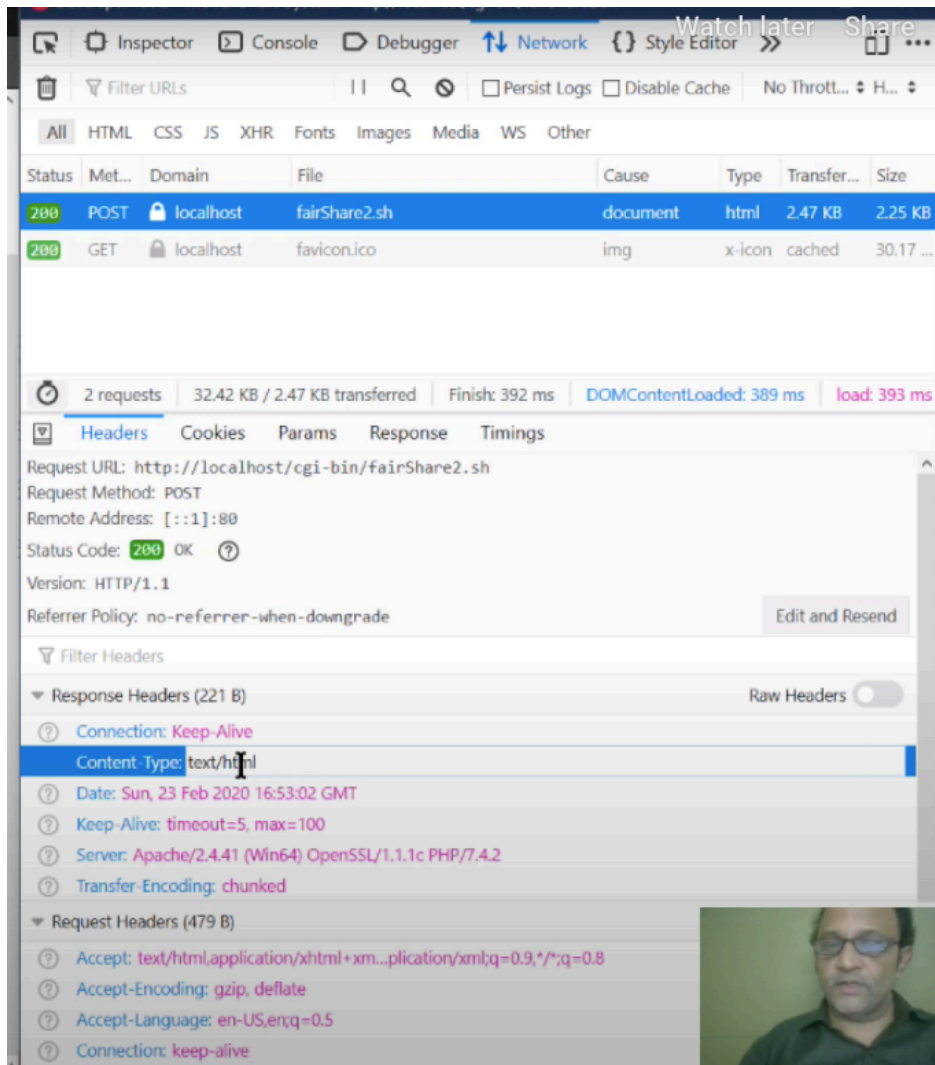 Watch later Share
Inspector Console Debugger Network {} Style Editor
Filter URLs Persist Logs Disable Cache No Thrott... H...
All HTML CSS JS XHR Fonts Images Media WS Other
Status Met... Domain File Cause Type Transfer... Size
200 POST localhost fairShare2.sh document html 2.47 KB 2.25 KB
200 GET localhost favicon.ico img x-icon cached 30.17 ...
2 requests 32.42 KB / 2.47 KB transferred Finish: 392 ms DOMContentLoaded: 389 ms load: 393 ms
Headers Cookies Params Response Timings
Request URL: http://localhost/cgi-bin/fairShare2.sh
Request Method: POST
Remote Address: [::1]:80
Status Code: 200 OK
Version: HTTP/1.1
Referrer Policy: no-referrer-when-downgrade Edit and Resend
Filter Headers
Response Headers (221 B) Raw Headers
Connection: Keep-Alive
Content-Type: text/html
Date: Sun, 23 Feb 2020 16:53:02 GMT
Keep-Alive: timeout=5, max=100
Server: Apache/2.4.41 (Win64) OpenSSL/1.1.1c PHP/7.4.2
Transfer-Encoding: chunked
Request Headers (479 B)
Accept: text/html,application/xhtml+xm...plication/xml;q=0.9,*/*;q=0.8
Accept-Encoding: gzip, deflate
Accept-Language: en-US,en;q=0.5
Connection: keep-alive